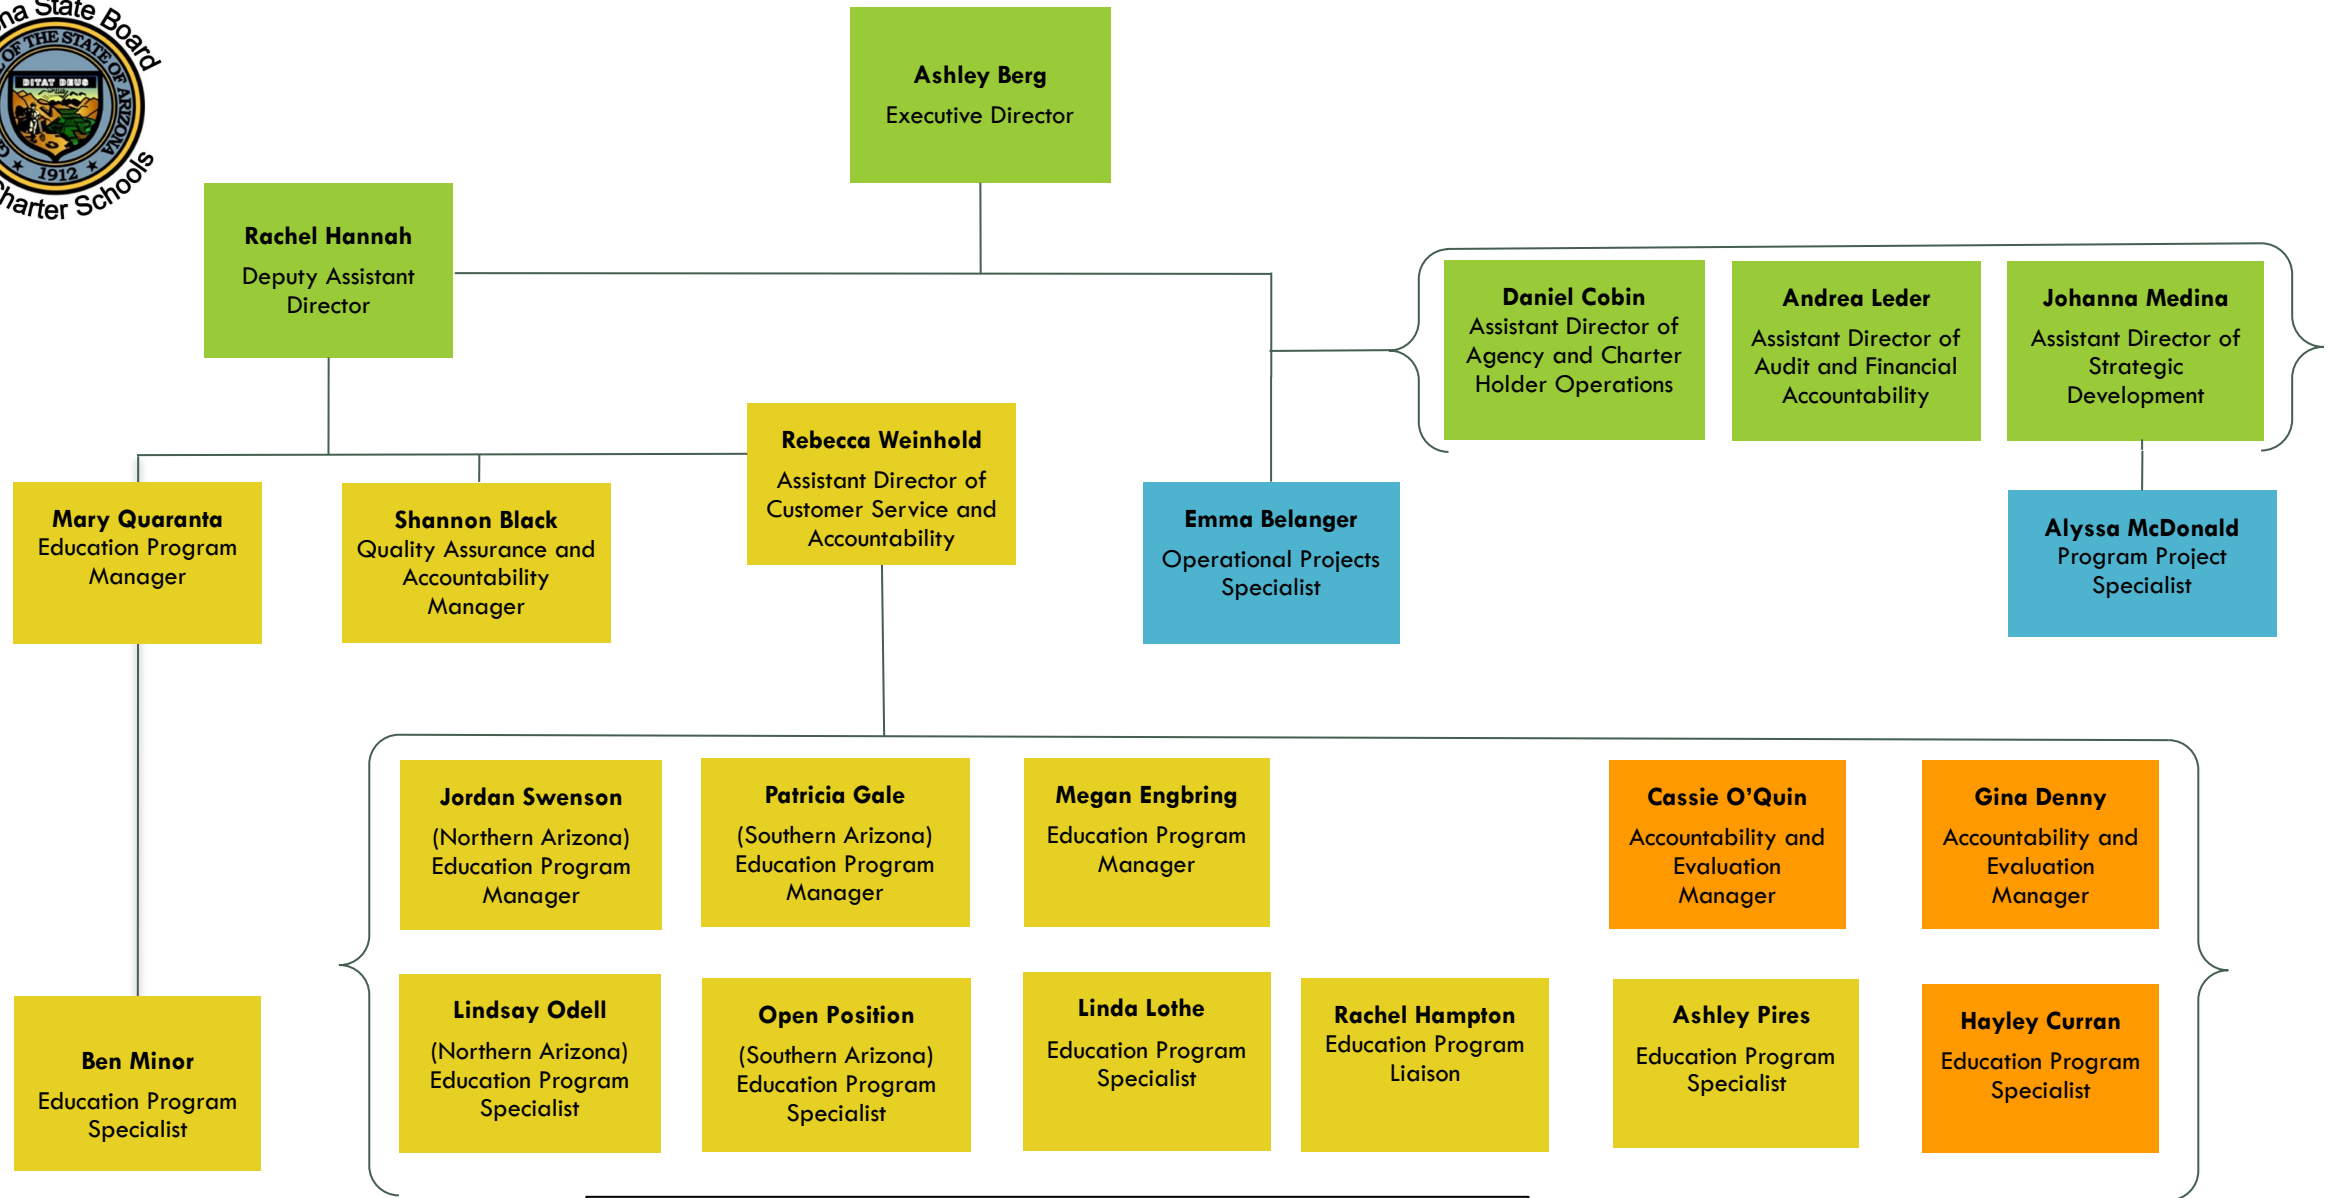 na State Board
OF THE STATE OF ARIZONA
DITAT DEUS
1912
harter Schools
Ashley Berg
Executive Director
Rachel Hannah
Deputy Assistant
Director
Daniel Cobin
Assistant Director of
Agency and Charter
Holder Operations
Andrea Leder
Assistant Director of
Audit and Financial
Accountability
Johanna Medina
Assistant Director of
Strategic
Development
Rebecca Weinhold
Assistant Director of
Customer Service and
Accountability
Mary Quaranta
Education Program
Manager
Shannon Black
Quality Assurance and
Accountability
Manager
Emma Belanger
Operational Projects
Specialist
Alyssa McDonald
Program Project
Specialist
Jordan Swenson
(Northern Arizona)
Education Program
Manager
Patricia Gale
(Southern Arizona)
Education Program
Manager
Megan Engbring
Education Program
Manager
Cassie O’Quin
Accountability and
Evaluation
Manager
Gina Denny
Accountability and
Evaluation
Manager
Ben Minor
Education Program
Specialist
Lindsay Odell
(Northern Arizona)
Education Program
Specialist
Open Position
(Southern Arizona)
Education Program
Specialist
Linda Lothe
Education Program
Specialist
Rachel Hampton
Education Program
Liaison
Ashley Pires
Education Program
Specialist
Hayley Curran
Education Program
Specialist